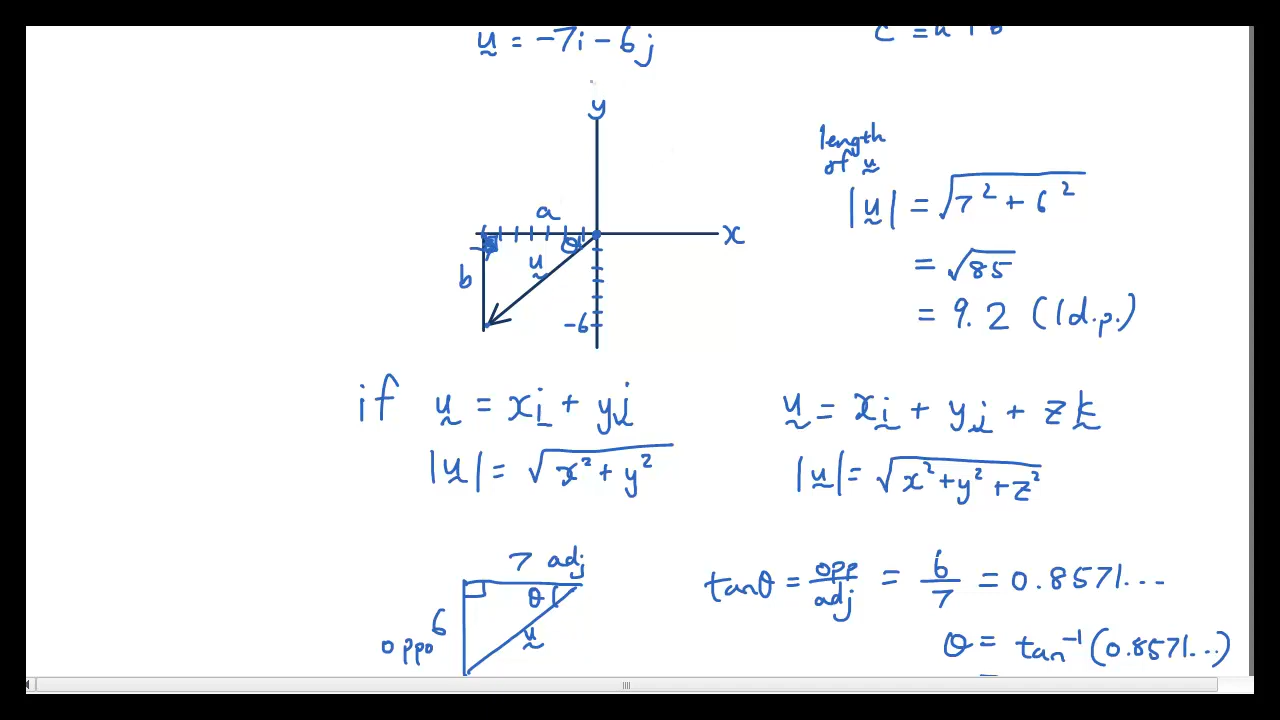 u = -7i - 6j
y
length
of u
|u| = √7² + 6²
a
x
θ
u
b
= √85
-6
= 9.2 (1 d.p.)
if u = xi + yj
u = xi + yj + zk
|u| = √x² + y²
|u| = √x² + y² + z²
7 adj
tanθ = opp/adj = 6/7 = 0.8571...
θ
6
u
oppo
θ = tan⁻¹(0.8571...)